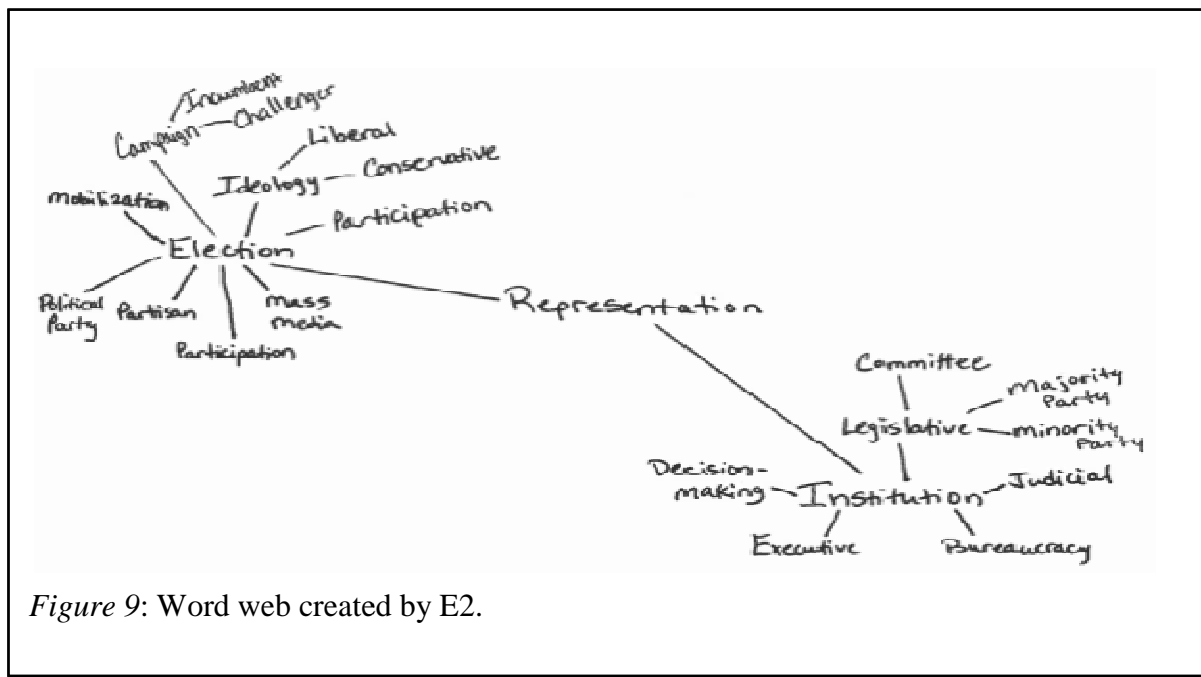 Incumbent
Campaign
Challenger
Liberal
Ideology
Conservative
Mobilization
Participation
Election
Political
Party
Partisan
mass
media
Participation
Representation
Committee
Majority
Party
Legislative
minority
Party
Decision-
making
Institution
Judicial
Executive
Bureaucracy
Figure 9: Word web created by E2.